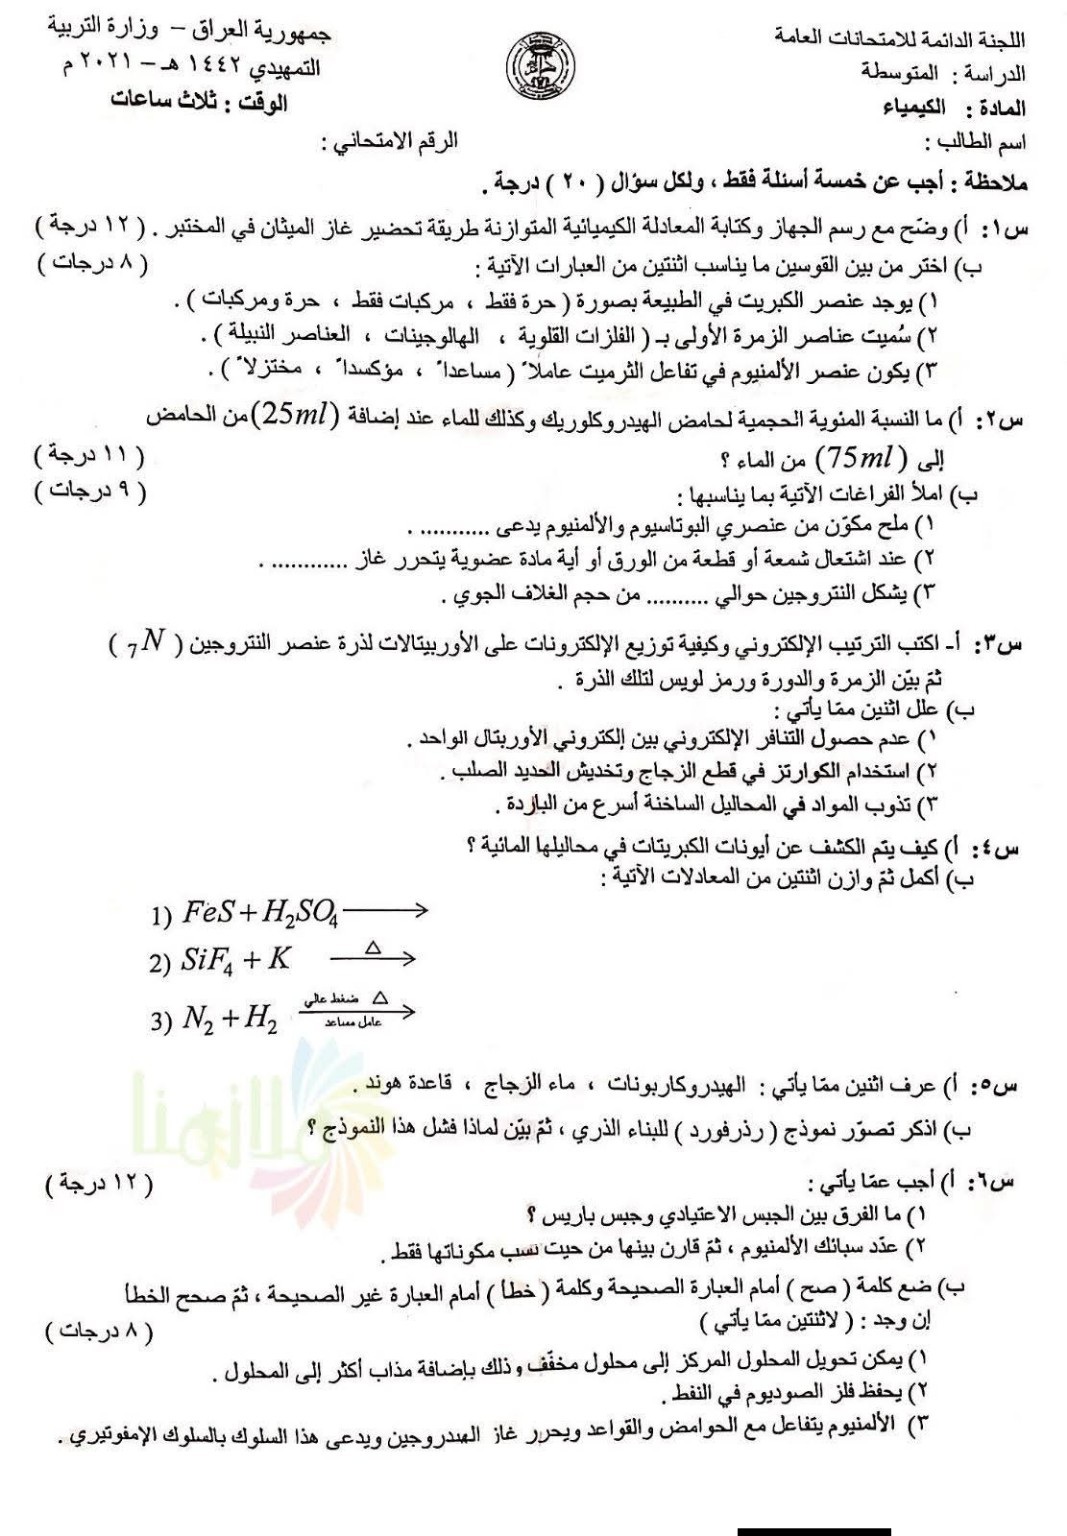 اللجنة الدائمة للامتحانات العامة
الدراسة : المتوسطة
المادة : الكيمياء
اسم الطالب :
جمهورية العراق – وزارة التربية
التمهيدي ١٤٤٢ هـ – ٢٠٢١ م
الوقت : ثلاث ساعات
الرقم الامتحاني :
ملاحظة : أجب عن خمسة أسئلة فقط ، ولكل سؤال ( ٢٠ ) درجة .
س١: أ) وضّح مع رسم الجهاز وكتابة المعادلة الكيميائية المتوازنة طريقة تحضير غاز الميثان في المختبر . ( ١٢ درجة )
ب) اختر من بين القوسين ما يناسب اثنتين من العبارات الآتية : ( ٨ درجات )
١) يوجد عنصر الكبريت في الطبيعة بصورة ( حرة فقط ، مركبات فقط ، حرة ومركبات ) .
٢) سُميت عناصر الزمرة الأولى بـ ( الفلزات القلوية ، الهالوجينات ، العناصر النبيلة ) .
٣) يكون عنصر الألمنيوم في تفاعل الثرميت عاملاً ( مساعداً ، مؤكسداً ، مختزلاً ) .
س٢: أ) ما النسبة المئوية الحجمية لحامض الهيدروكلوريك وكذلك للماء عند إضافة (25ml) من الحامض
إلى (75ml) من الماء ؟ ( ١١ درجة )
ب) املأ الفراغات الآتية بما يناسبها : ( ٩ درجات )
١) ملح مكوّن من عنصري البوتاسيوم والألمنيوم يدعى ........... .
٢) عند اشتعال شمعة أو قطعة من الورق أو أية مادة عضوية يتحرر غاز ............ .
٣) يشكل النتروجين حوالي .......... من حجم الغلاف الجوي .
س٣: أ- اكتب الترتيب الإلكتروني وكيفية توزيع الإلكترونات على الأوربيتالات لذرة عنصر النتروجين ( ₇N )
ثمّ بيّن الزمرة والدورة ورمز لويس لتلك الذرة .
ب) علل اثنين ممّا يأتي :
١) عدم حصول التنافر الإلكتروني بين إلكتروني الأوربتال الواحد .
٢) استخدام الكوارتز في قطع الزجاج وتخديش الحديد الصلب .
٣) تذوب المواد في المحاليل الساخنة أسرع من الباردة .
س٤: أ) كيف يتم الكشف عن أيونات الكبريتات في محاليلها المائية ؟
ب) أكمل ثمّ وازن اثنتين من المعادلات الآتية :
1) FeS + H₂SO₄ ⟶
2) SiF₄ + K △⟶
3) N₂ + H₂ ضغط عالي △ ⟶ عامل مساعد
س٥: أ) عرف اثنين ممّا يأتي : الهيدروكاربونات ، ماء الزجاج ، قاعدة هوند .
ب) اذكر تصوّر نموذج ( رذرفورد ) للبناء الذري ، ثمّ بيّن لماذا فشل هذا النموذج ؟
ملازمنا
س٦: أ) أجب عمّا يأتي : ( ١٢ درجة )
١) ما الفرق بين الجبس الاعتيادي وجبس باريس ؟
٢) عدّد سبائك الألمنيوم ، ثمّ قارن بينها من حيث نسب مكوناتها فقط .
ب) ضع كلمة ( صح ) أمام العبارة الصحيحة وكلمة ( خطأ ) أمام العبارة غير الصحيحة ، ثمّ صحح الخطأ
إن وجد : ( لاثنتين ممّا يأتي ) ( ٨ درجات )
١) يمكن تحويل المحلول المركز إلى محلول مخفّف وذلك بإضافة مذاب أكثر إلى المحلول .
٢) يحفظ فلز الصوديوم في النفط .
٣) الألمنيوم يتفاعل مع الحوامض والقواعد ويحرر غاز الهيدروجين ويدعى هذا السلوك بالسلوك الإمفوتيري .